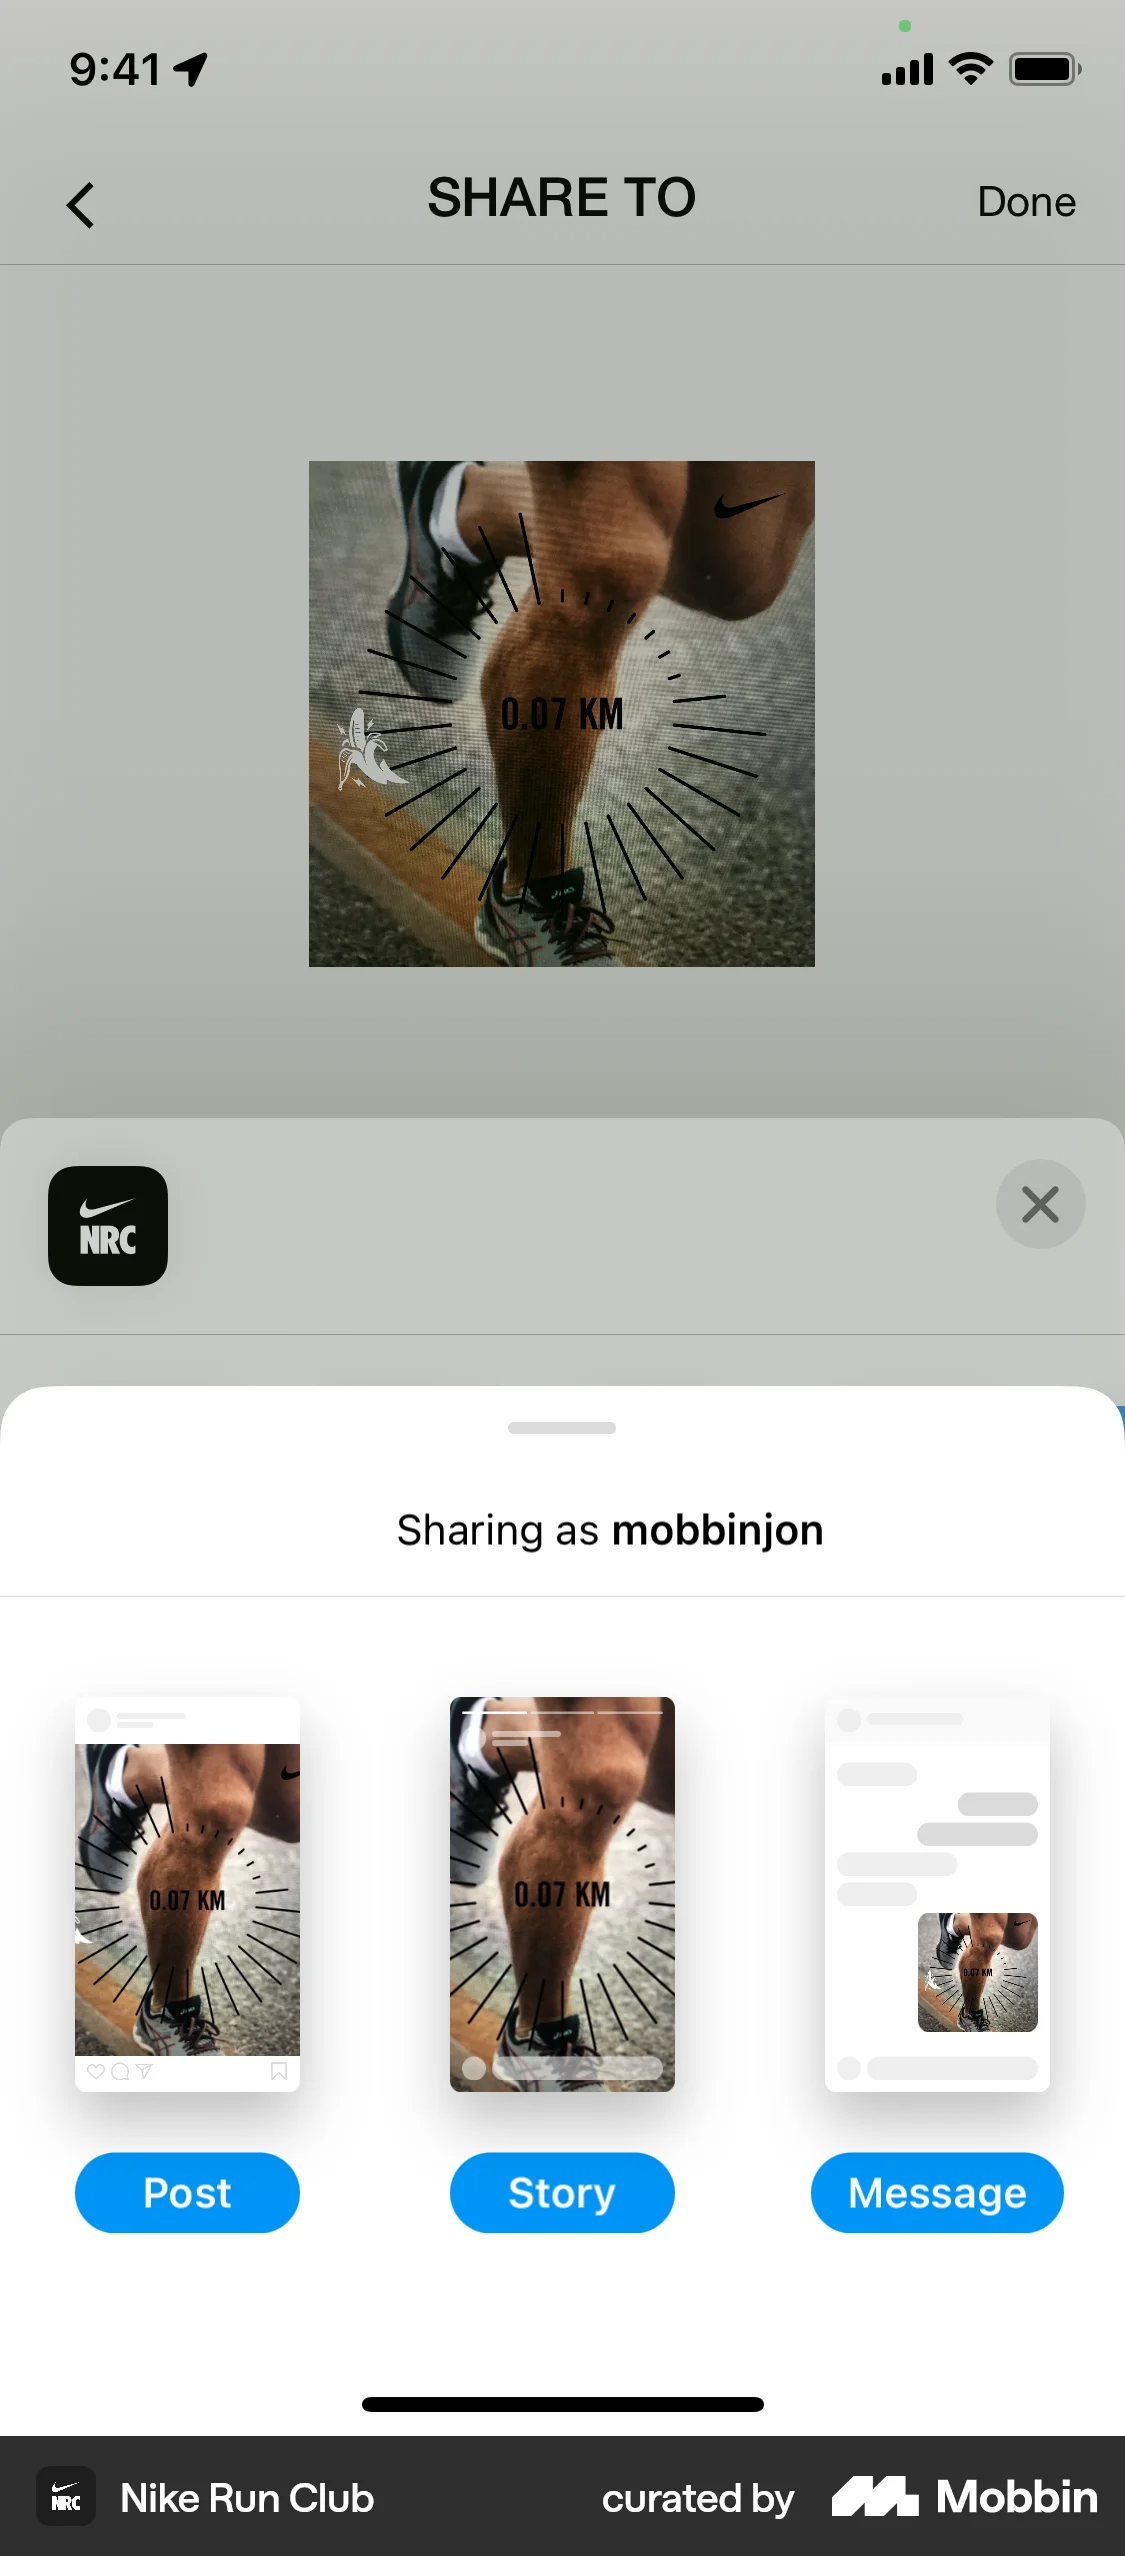 9:41
SHARE TO
Done
0.07 KM
NRC
Sharing as mobbinjon
0.07 KM
0.07 KM
0.07 KM
Post
Story
Message
NRC
Nike Run Club
curated by
Mobbin